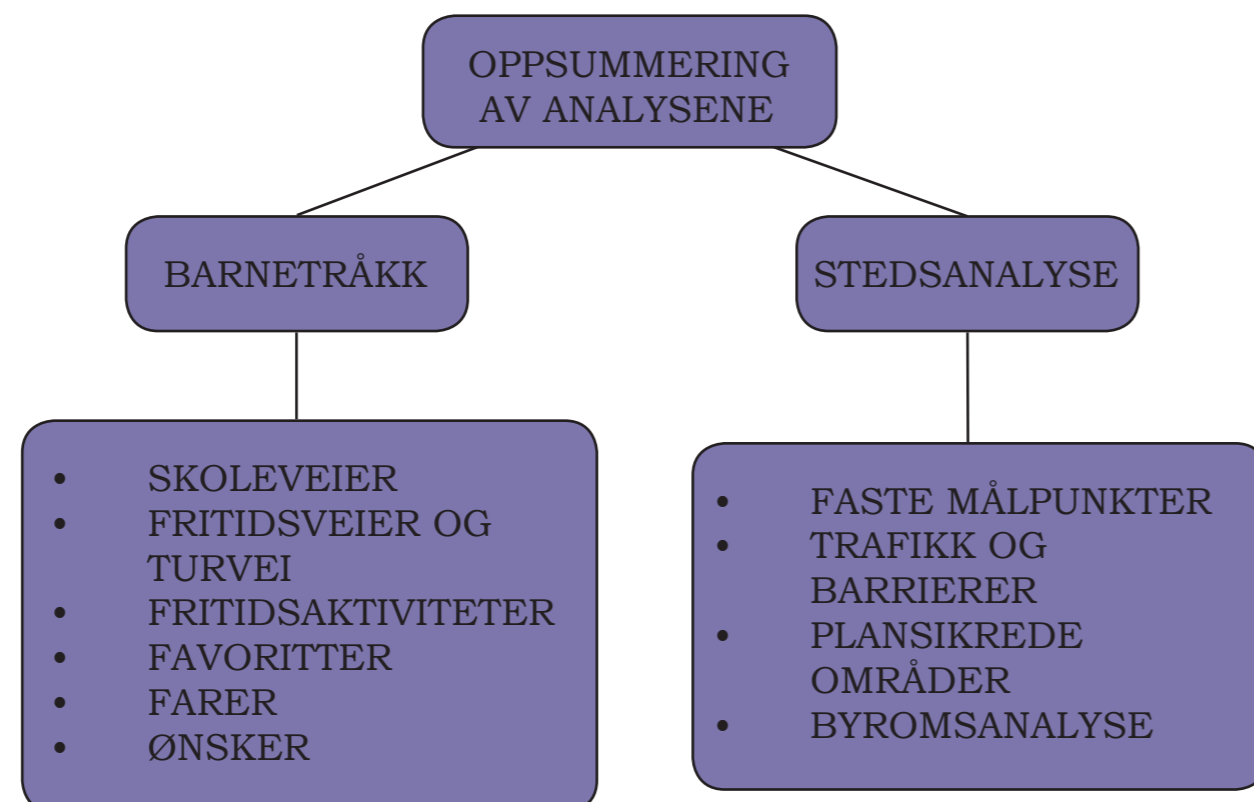 OPPSUMMERING
AV ANALYSENE
BARNETRÅKK
STEDSANALYSE
• SKOLEVEIER
• FRITIDSVEIER OG
TURVEI
• FRITIDSAKTIVITETER
• FAVORITTER
• FARER
• ØNSKER
• FASTE MÅLPUNKTER
• TRAFIKK OG
BARRIERER
• PLANSIKREDE
OMRÅDER
• BYROMSANALYSE